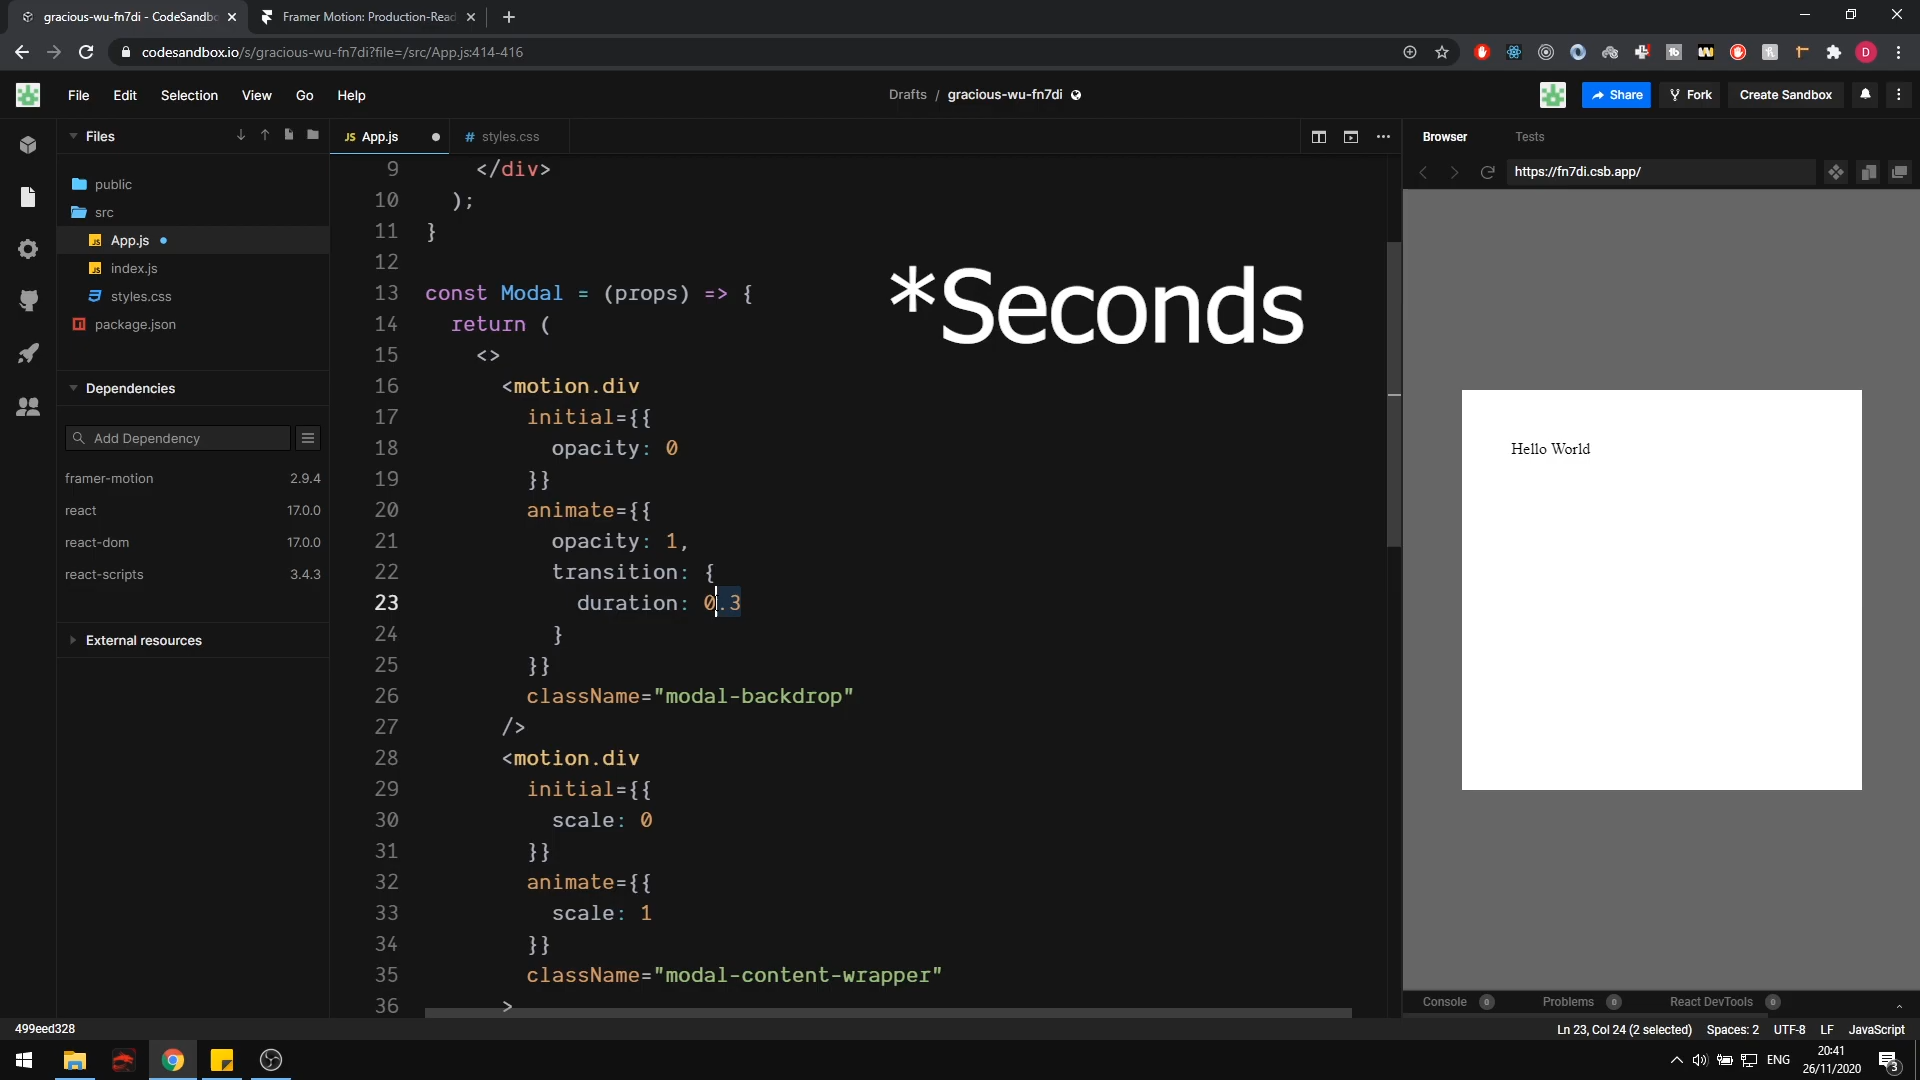 gracious-wu-fn7di - CodeSandb
Framer Motion: Production-Read
codesandbox.io/s/gracious-wu-fn7di?file=/src/App.js:414-416
D
File Edit Selection View Go Help
Drafts / gracious-wu-fn7di
Share
Fork
Create Sandbox
Files
JS App.js
# styles.css
Browser
Tests
https://fn7di.csb.app/
public
src
JS App.js
JS index.js
styles.css
package.json
Dependencies
Add Dependency
framer-motion 2.9.4
react 17.0.0
react-dom 17.0.0
react-scripts 3.4.3
External resources
9 </div>
10 );
11 }
12
13 const Modal = (props) => {
14 return (
15 <>
16 <motion.div
17 initial={{
18 opacity: 0
19 }}
20 animate={{
21 opacity: 1,
22 transition: {
23 duration: 0.3
24 }
25 }}
26 className="modal-backdrop"
27 />
28 <motion.div
29 initial={{
30 scale: 0
31 }}
32 animate={{
33 scale: 1
34 }}
35 className="modal-content-wrapper"
36 >
*Seconds
Hello World
Console 0 Problems 0 React DevTools 0
499eed328
Ln 23, Col 24 (2 selected) Spaces: 2 UTF-8 LF JavaScript
ENG
20:41
26/11/2020
3